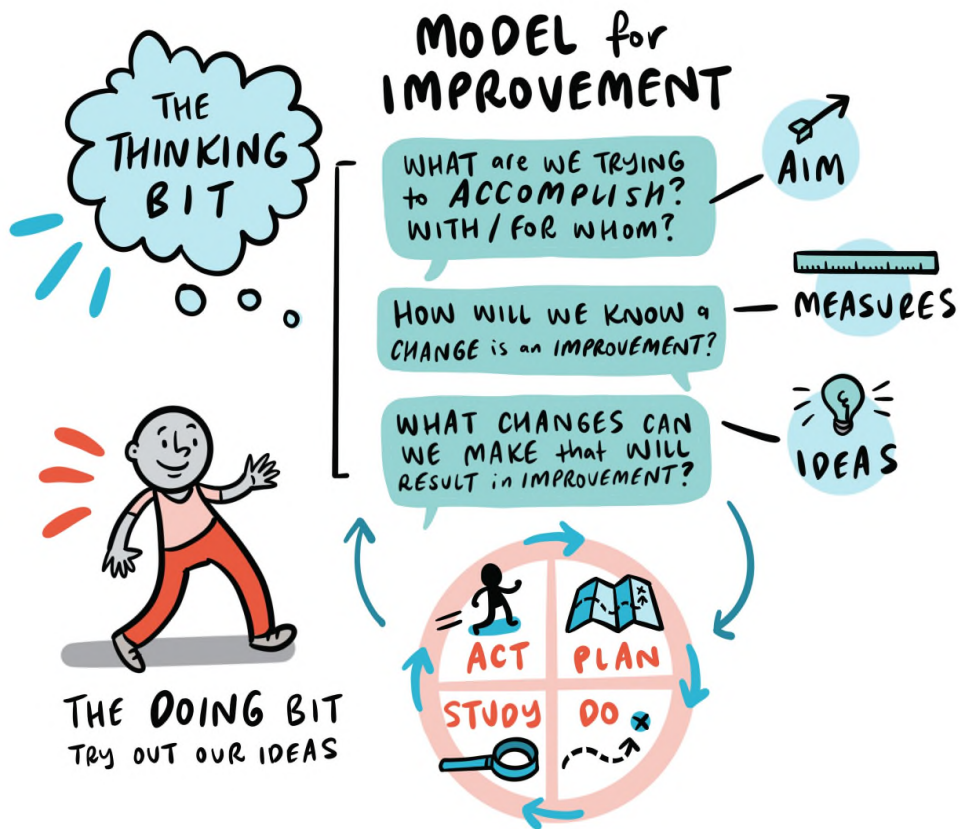 MODEL for
IMPROVEMENT
THE
THINKING
BIT
WHAT are WE TRYING
to ACCOMPLISH?
WITH / FOR WHOM?
AIM
HOW WILL WE KNOW a
CHANGE is an IMPROVEMENT?
MEASURES
WHAT CHANGES CAN
WE MAKE that WILL
RESULT in IMPROVEMENT?
IDEAS
ACT
PLAN
STUDY
DO
THE DOING BIT
TRY OUT OUR IDEAS